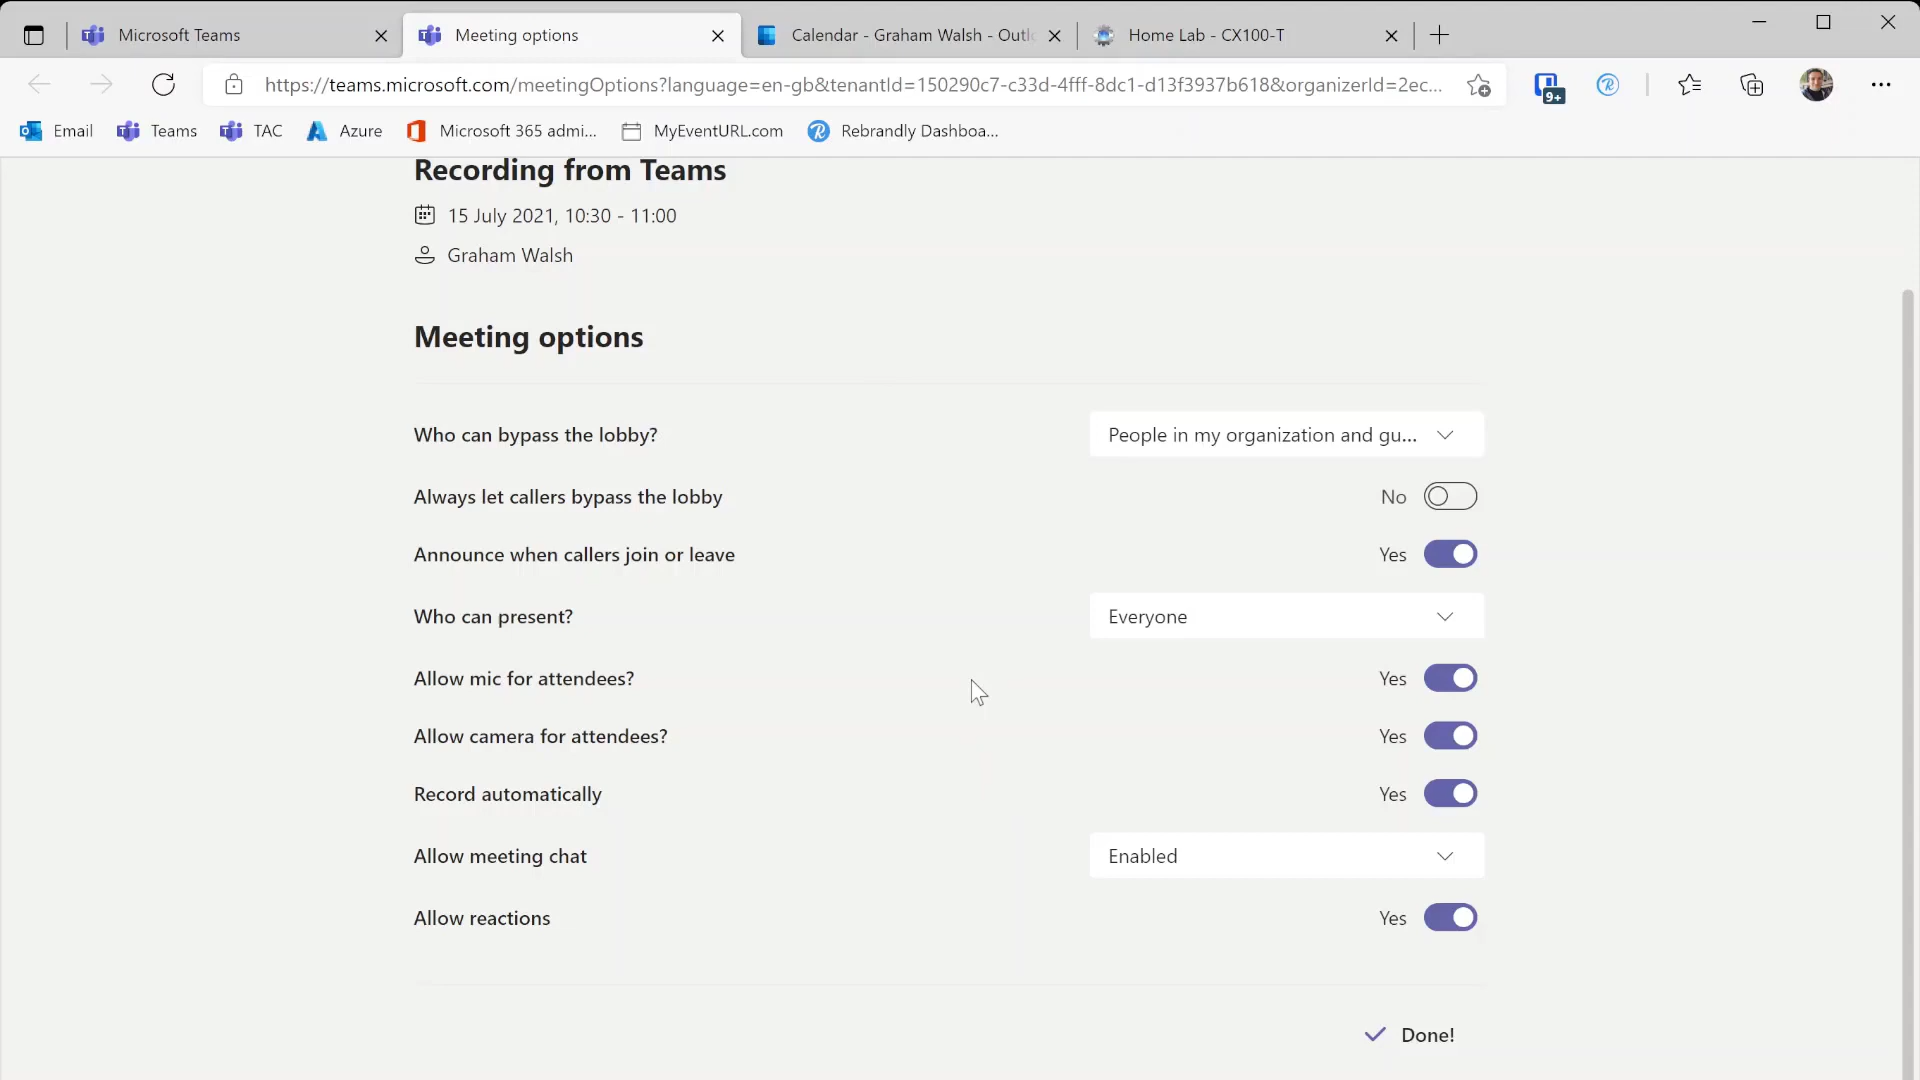 Microsoft Teams
Meeting options
Calendar - Graham Walsh - Outl
Home Lab - CX100-T
https://teams.microsoft.com/meetingOptions?language=en-gb&tenantId=150290c7-c33d-4fff-8dc1-d13f3937b618&organizerId=2ec...
9+
Email
Teams
TAC
Azure
Microsoft 365 admi...
MyEventURL.com
Rebrandly Dashboa...
Recording from Teams
15 July 2021, 10:30 - 11:00
Graham Walsh
Meeting options
Who can bypass the lobby?
People in my organization and gu...
Always let callers bypass the lobby
No
Announce when callers join or leave
Yes
Who can present?
Everyone
Allow mic for attendees?
Yes
Allow camera for attendees?
Yes
Record automatically
Yes
Allow meeting chat
Enabled
Allow reactions
Yes
Done!